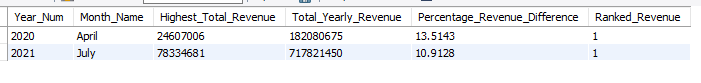 Year_Num Month_Name Highest_Total_Revenue Total_Yearly_Revenue Percentage_Revenue_Difference Ranked_Revenue
2020 April 24607006 182080675 13.5143 1
2021 July 78334681 717821450 10.9128 1